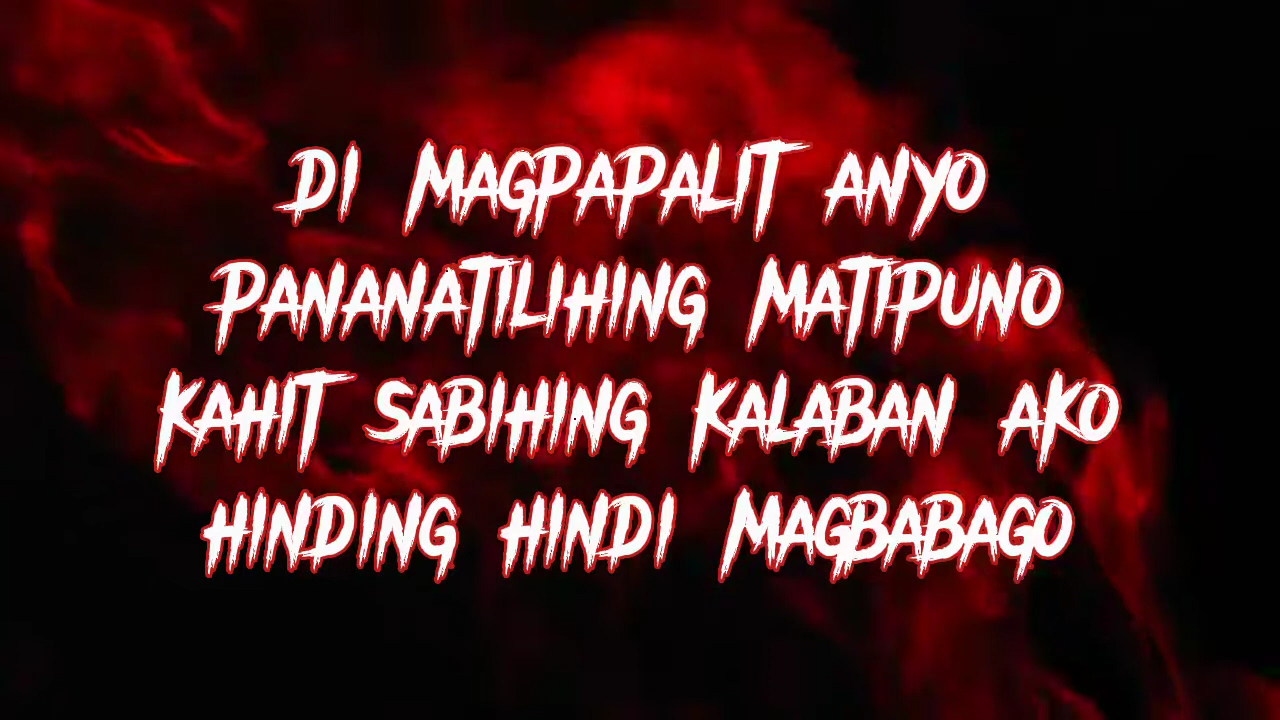 DI MAGPAPALIT ANYO
PANANATILIHING MATIPUNO
KAHIT SABIHING KALABAN AKO
HINDING HINDI MAGBABAGO